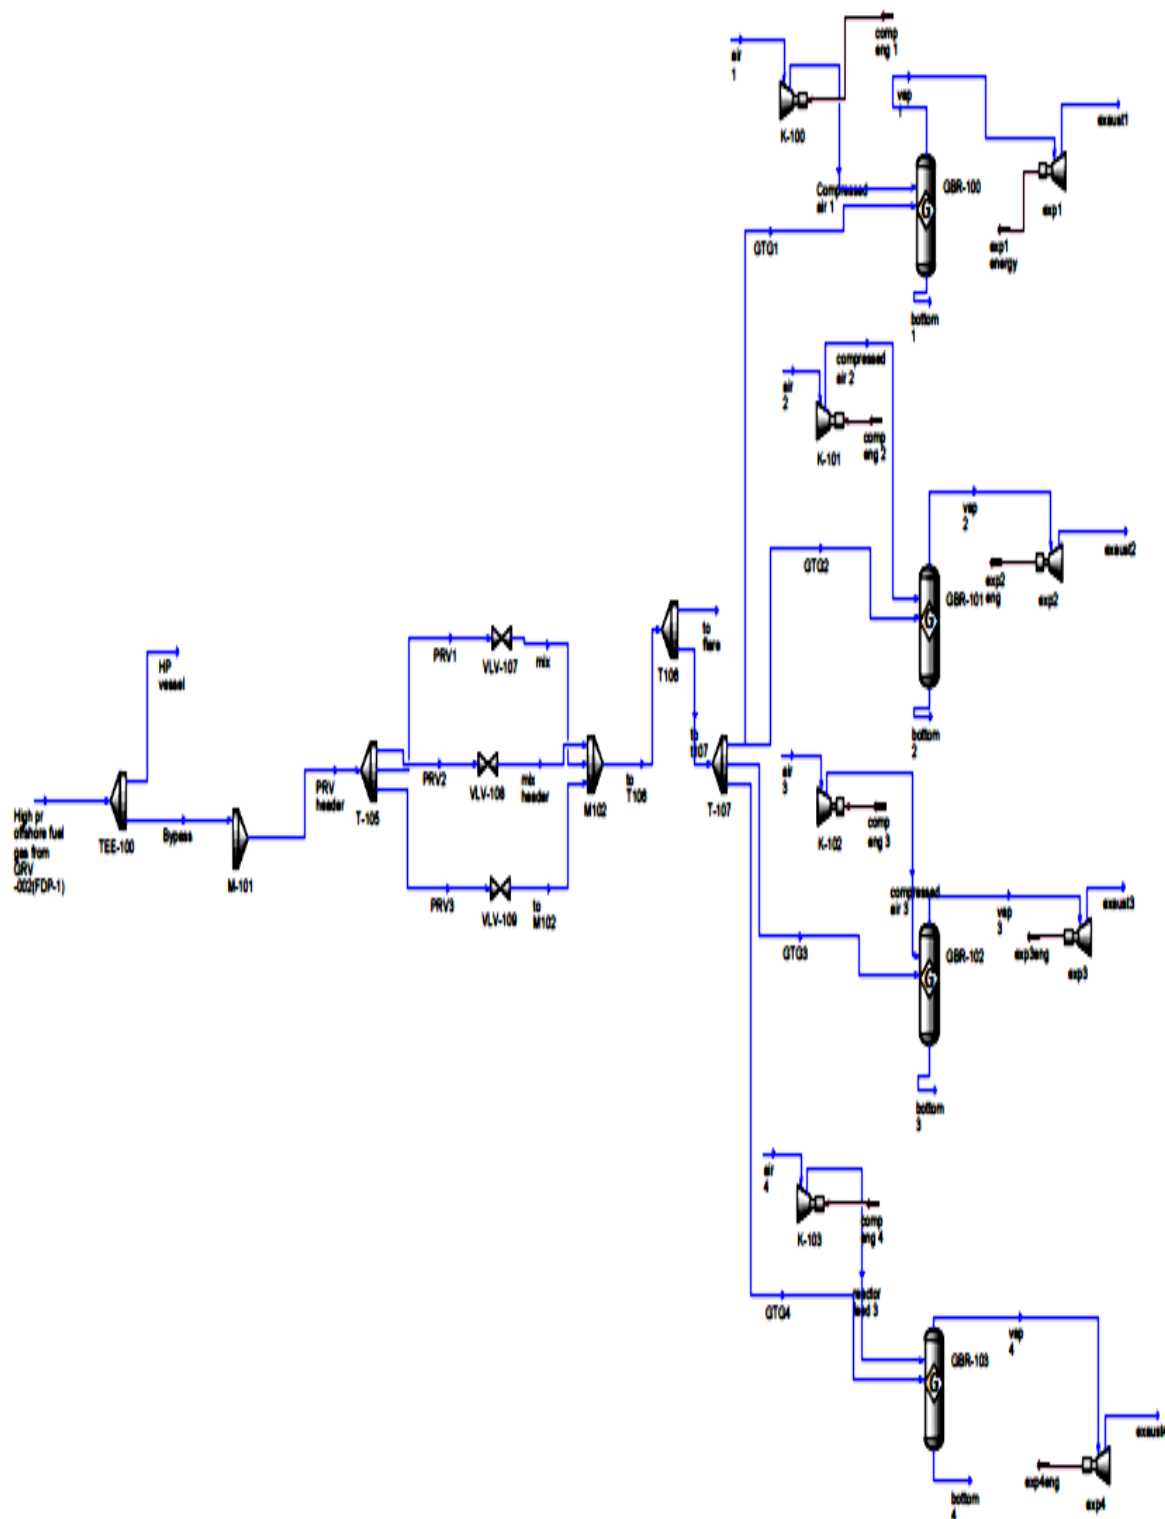 comp
eng 1
air
1
K-100
vap
1
exaust1
Compressed
air 1
GBR-100
exp1
GTG1
exp1
energy
bottom
1
compressed
air 2
air
2
comp
eng 2
K-101
vap
2
exaust2
GTG2
exp2
eng
exp2
GBR-101
to
flare
T106
HP
vessel
PRV1
VLV-107
mix
bottom
2
to
t107
air
3
PRV
header
T-105
PRV2
VLV-108
mix
header
M102
to
T106
T-107
High pr
offshore fuel
gas from
QRV
-002(FDP-1)
TEE-100
Bypass
M-101
K-102
comp
eng 3
PRV3
VLV-109
to
M102
compressed
air 3
vap
3
exaust3
GTG3
GBR-102
exp3eng
exp3
bottom
3
air
4
K-103
comp
eng 4
GTG4
reactor
feed 3
vap
4
GBR-103
exaust4
exp4eng
exp4
bottom
4